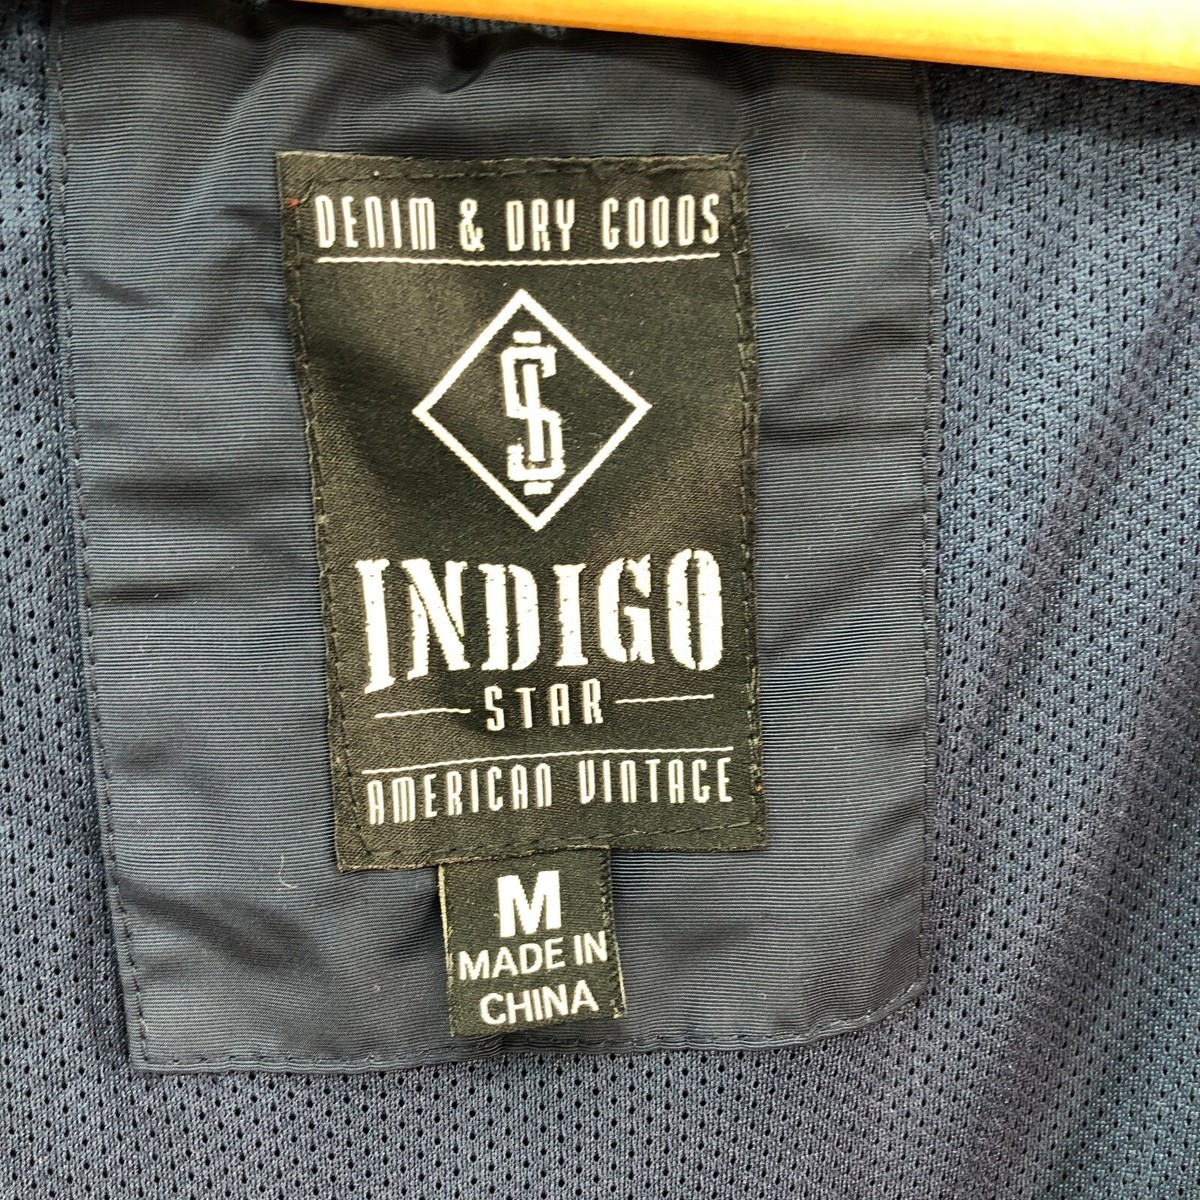 DENIM & DRY GOODS
IS
INDIGO
STAR
AMERICAN VINTAGE
M
MADE IN
CHINA